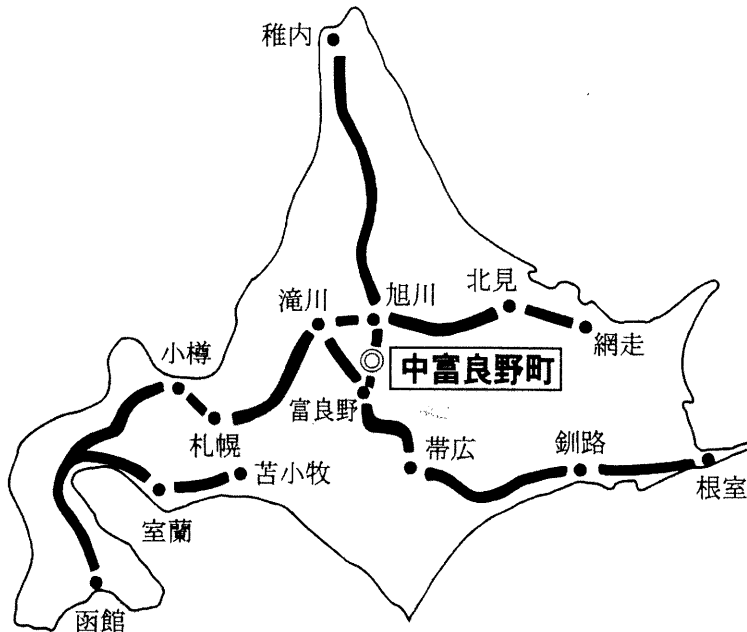 稚内
北見
旭川
滝川
網走
中富良野町
小樽
富良野
札幌
帯広
釧路
苫小牧
根室
室蘭
函館